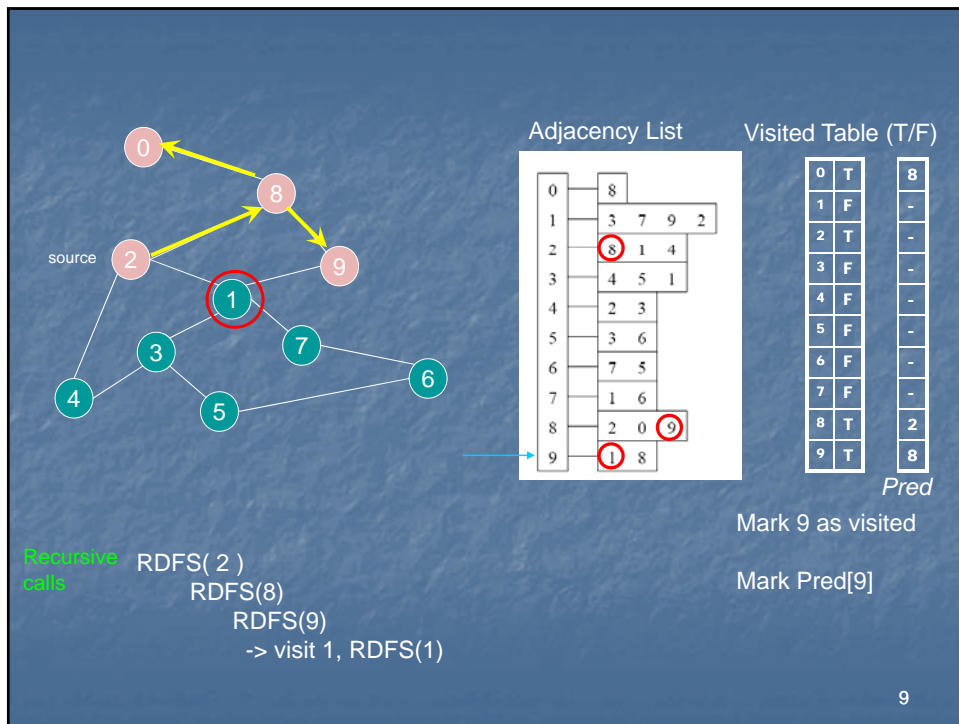 Adjacency List
Visited Table (T/F)
0
8
source
2
9
1
3
7
6
4
5
0 8
1 3 7 9 2
2 8 1 4
3 4 5 1
4 2 3
5 3 6
6 7 5
7 1 6
8 2 0 9
9 1 8
0 T 8
1 F -
2 T -
3 F -
4 F -
5 F -
6 F -
7 F -
8 T 2
9 T 8
Pred
Mark 9 as visited
Mark Pred[9]
Recursive
calls
RDFS( 2 )
RDFS(8)
RDFS(9)
-> visit 1, RDFS(1)
9